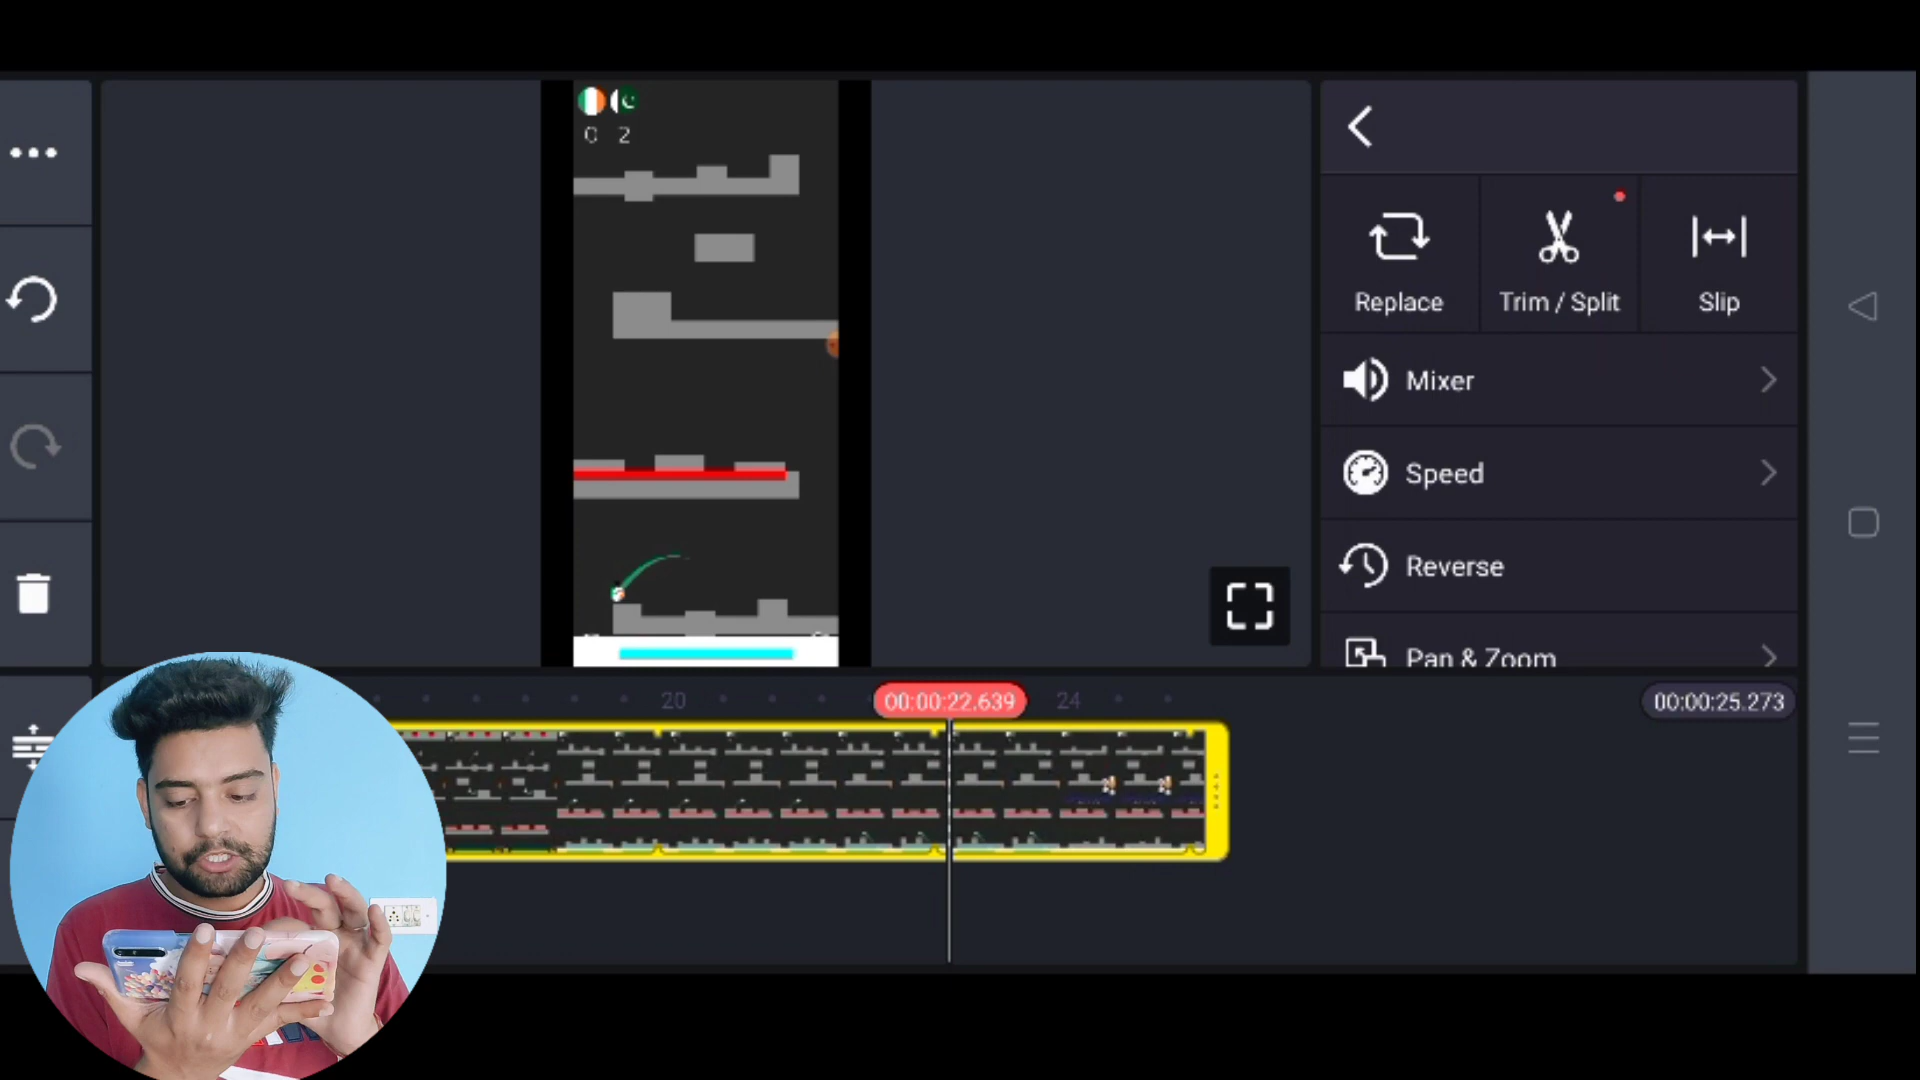 0 2
Replace
Trim / Split
Slip
Mixer
Speed
Reverse
Pan & Zoom
20
00:00:22.639
24
00:00:25.273